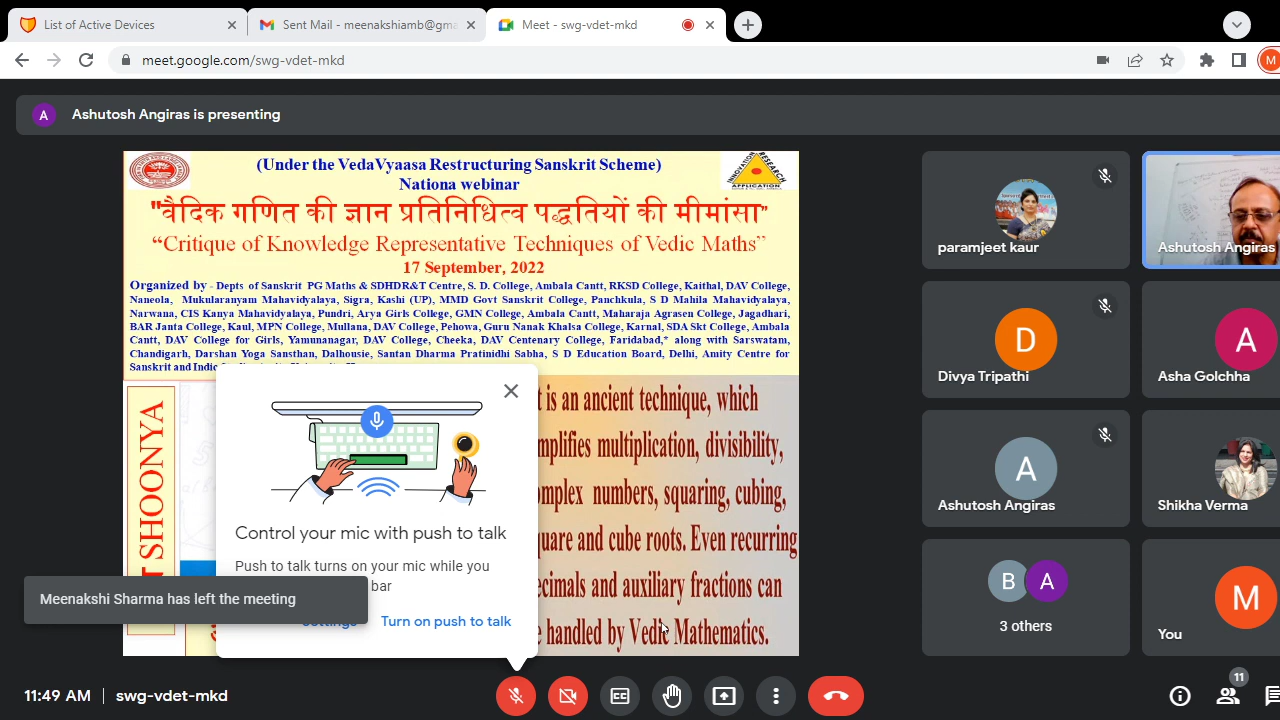 List of Active Devices
Sent Mail - meenakshiamb@gma
Meet - swg-vdet-mkd
meet.google.com/swg-vdet-mkd
M
A Ashutosh Angiras is presenting
(Under the VedaVyaasa Restructuring Sanskrit Scheme)
Nationa webinar
INNOVATION RESEARCH
APPLICATION
"वैदिक गणित की ज्ञान प्रतिनिधित्व पद्धतियों की मीमांसा"
“Critique of Knowledge Representative Techniques of Vedic Maths”
17 September, 2022
Organized by - Depts of Sanskrit PG Maths & SDHDR&T Centre, S. D. College, Ambala Cantt, RKSD College, Kaithal, DAV College,
Naneola, Mukularanyam Mahavidyalaya, Sigra, Kashi (UP), MMD Govt Sanskrit College, Panchkula, S D Mahila Mahavidyalaya,
Narwana, CIS Kanya Mahavidyalaya, Pundri, Arya Girls College, GMN College, Ambala Cantt, Maharaja Agrasen College, Jagadhari,
BAR Janta College, Kaul, MPN College, Mullana, DAV College, Pehowa, Guru Nanak Khalsa College, Karnal, SDA Skt College, Ambala
Cantt, DAV College for Girls, Yamunanagar, DAV College, Cheeka, DAV Centenary College, Faridabad,* along with Sarswatam,
Chandigarh, Darshan Yoga Sansthan, Dalhousie, Santan Dharma Pratinidhi Sabha, S D Education Board, Delhi, Amity Centre for
Sanskrit and Indic
SHOONYA
t is an ancient technique, which
mplifies multiplication, divisibility,
omplex numbers, squaring, cubing,
quare and cube roots. Even recurring
ecimals and auxiliary fractions can
e handled by Vedic Mathematics.
Control your mic with push to talk
Push to talk turns on your mic while you
bar
Settings
Turn on push to talk
Meenakshi Sharma has left the meeting
paramjeet kaur
Ashutosh Angiras
D
Divya Tripathi
A
Asha Golchha
A
Ashutosh Angiras
Shikha Verma
B A
3 others
M
You
11:49 AM | swg-vdet-mkd
11